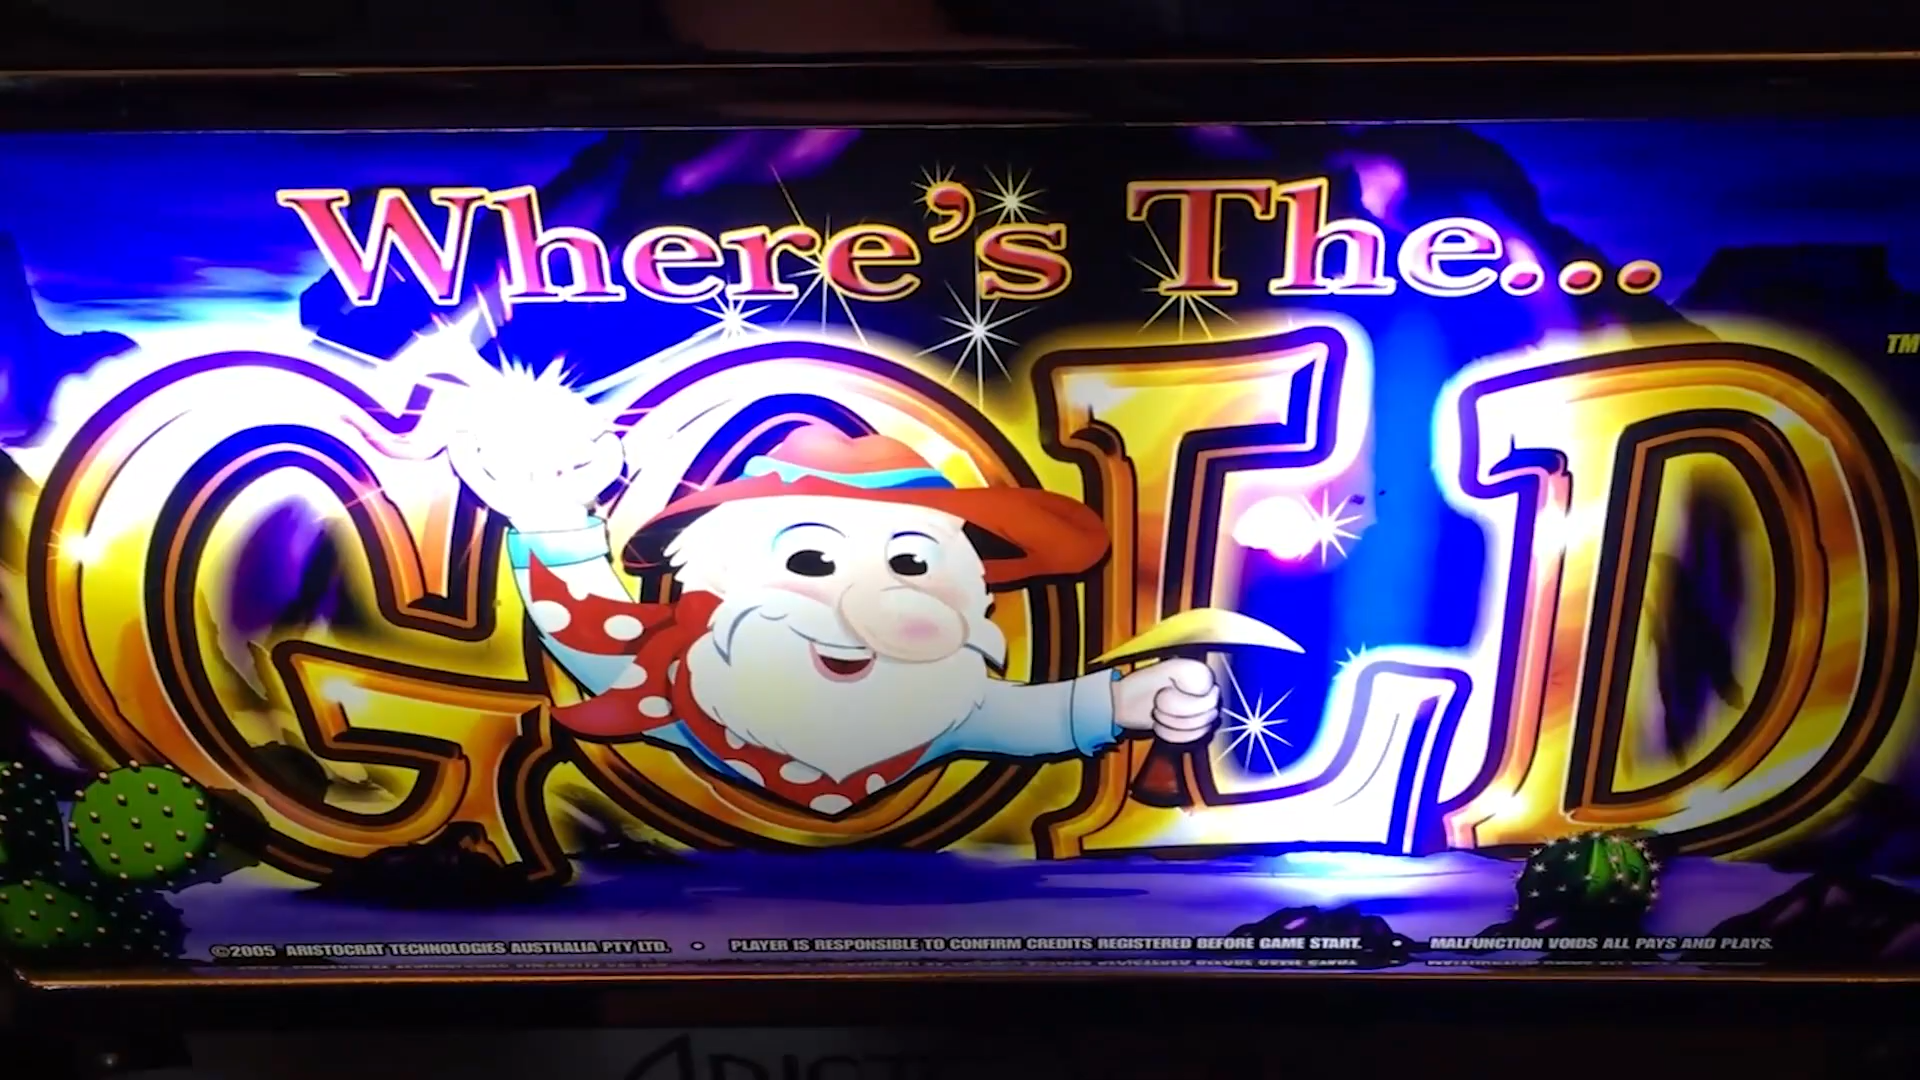 Where's The...
GOLD
TM
©2005 ARISTOCRAT TECHNOLOGIES AUSTRALIA PTY LTD. • PLAYER IS RESPONSIBLE TO CONFIRM CREDITS REGISTERED BEFORE GAME START. • MALFUNCTION VOIDS ALL PAYS AND PLAYS.